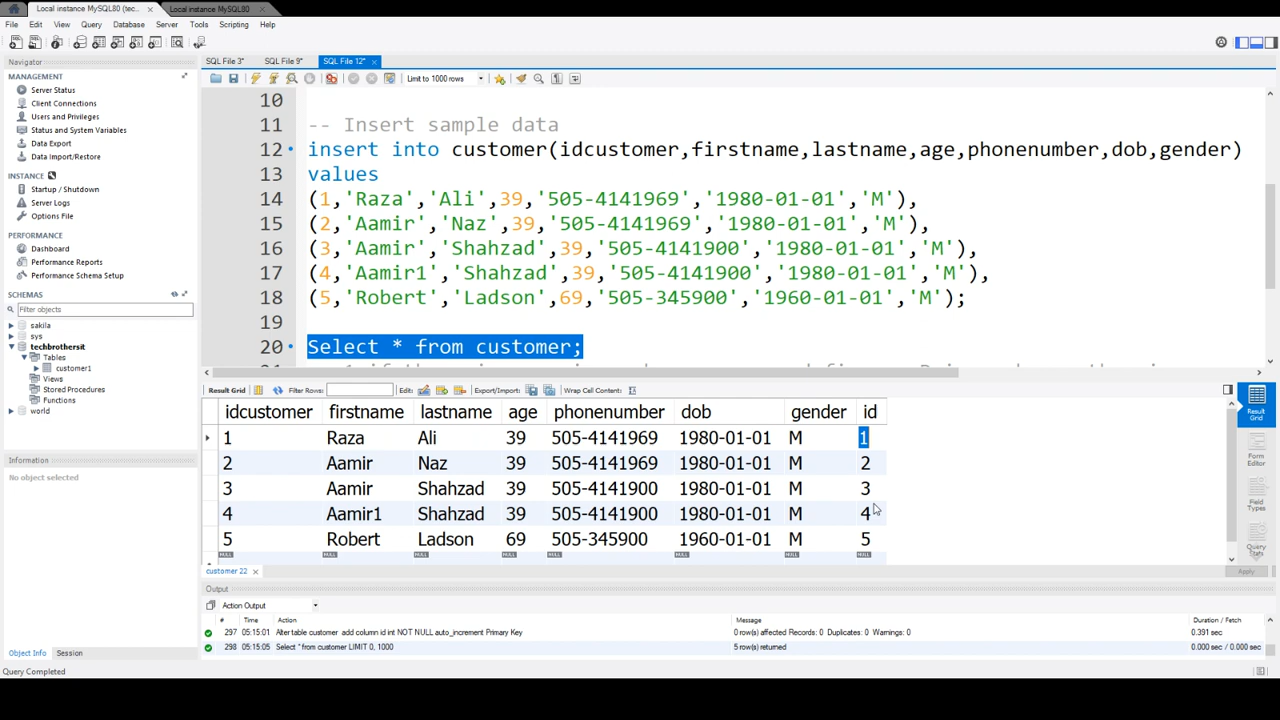 Local instance MySQL80 (tec... ×
Local instance MySQL80 ×
File Edit View Query Database Server Tools Scripting Help
Navigator
SQL File 3* SQL File 9* SQL File 12* ×
MANAGEMENT
Server Status
Client Connections
Users and Privileges
Status and System Variables
Data Export
Data Import/Restore
INSTANCE
Startup / Shutdown
Server Logs
Options File
PERFORMANCE
Dashboard
Performance Reports
Performance Schema Setup
SCHEMAS
Filter objects
sakila
sys
techbrothersit
Tables
customer1
Views
Stored Procedures
Functions
world
Information
No object selected
Object Info Session
Query Completed
Limit to 1000 rows
10
11 -- Insert sample data
12 insert into customer(idcustomer,firstname,lastname,age,phonenumber,dob,gender)
13 values
14 (1,'Raza','Ali',39,'505-4141969','1980-01-01','M'),
15 (2,'Aamir','Naz',39,'505-4141969','1980-01-01','M'),
16 (3,'Aamir','Shahzad',39,'505-4141900','1980-01-01','M'),
17 (4,'Aamir1','Shahzad',39,'505-4141900','1980-01-01','M'),
18 (5,'Robert','Ladson',69,'505-345900','1960-01-01','M');
19
20 Select * from customer;
Result Grid Filter Rows: Edit: Export/Import: Wrap Cell Content:
idcustomer firstname lastname age phonenumber dob gender id
1 Raza Ali 39 505-4141969 1980-01-01 M 1
2 Aamir Naz 39 505-4141969 1980-01-01 M 2
3 Aamir Shahzad 39 505-4141900 1980-01-01 M 3
4 Aamir1 Shahzad 39 505-4141900 1980-01-01 M 4
5 Robert Ladson 69 505-345900 1960-01-01 M 5
NULL NULL NULL NULL NULL NULL NULL NULL
Result Grid
Form Editor
Field Types
Query Stats
customer 22 ×
Apply
Output
Action Output
# Time Action Message Duration / Fetch
297 05:15:01 Alter table customer add column id int NOT NULL auto_increment Primary Key 0 row(s) affected Records: 0 Duplicates: 0 Warnings: 0 0.391 sec
298 05:15:05 Select * from customer LIMIT 0, 1000 5 row(s) returned 0.000 sec / 0.000 sec